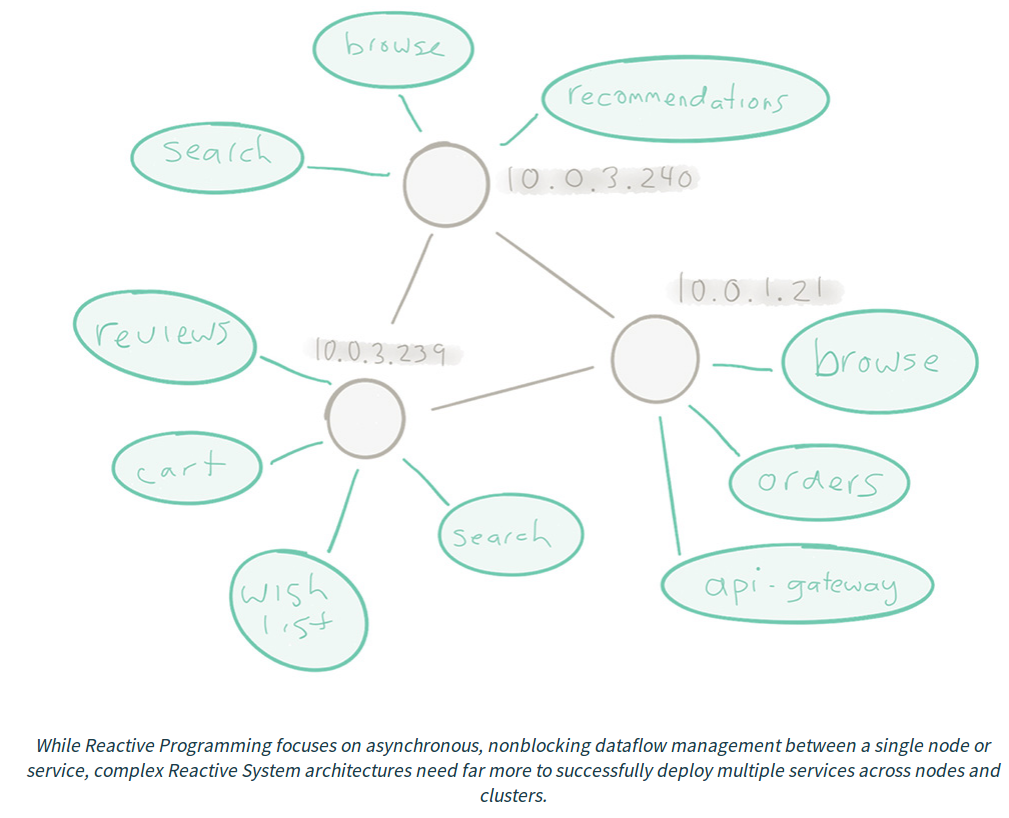 browse
recommendations
search
10.0.3.240
10.0.1.21
reviews
10.0.3.239
browse
cart
orders
search
api-gateway
wish
list
While Reactive Programming focuses on asynchronous, nonblocking dataflow management between a single node or
service, complex Reactive System architectures need far more to successfully deploy multiple services across nodes and
clusters.